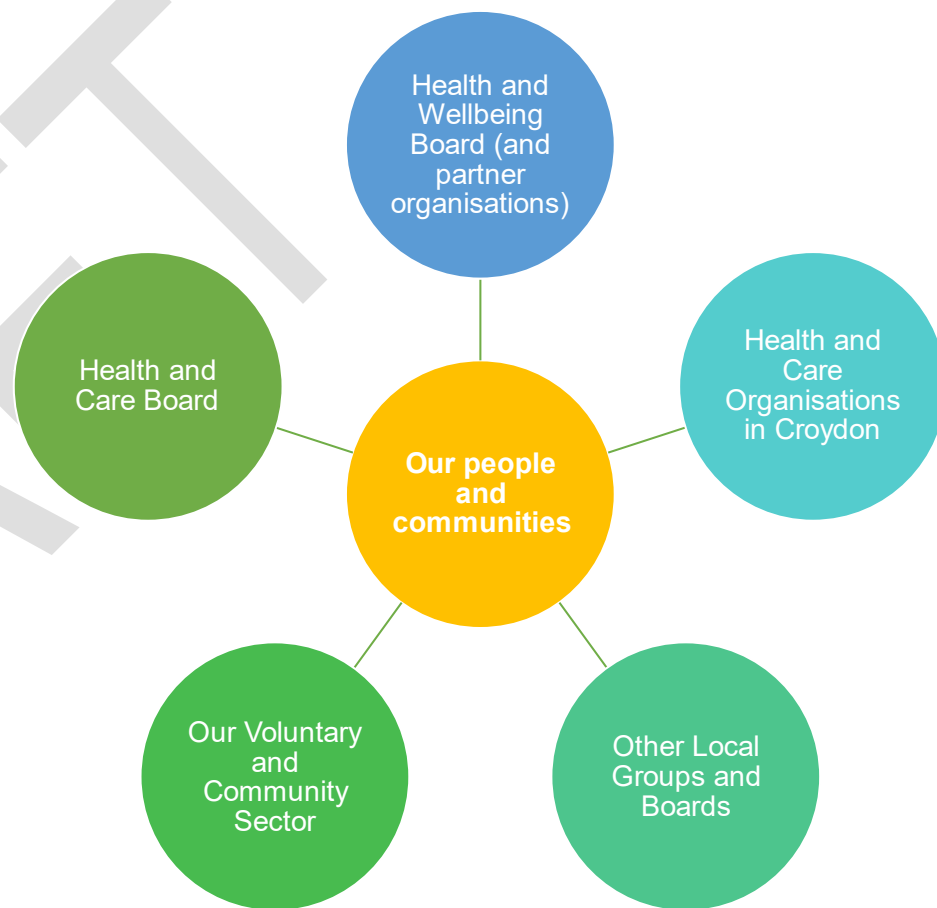 Health and
Wellbeing
Board (and
partner
organisations)
Health and
Care
Organisations
in Croydon
Health and
Care Board
Our people
and
communities
Our Voluntary
and
Community
Sector
Other Local
Groups and
Boards